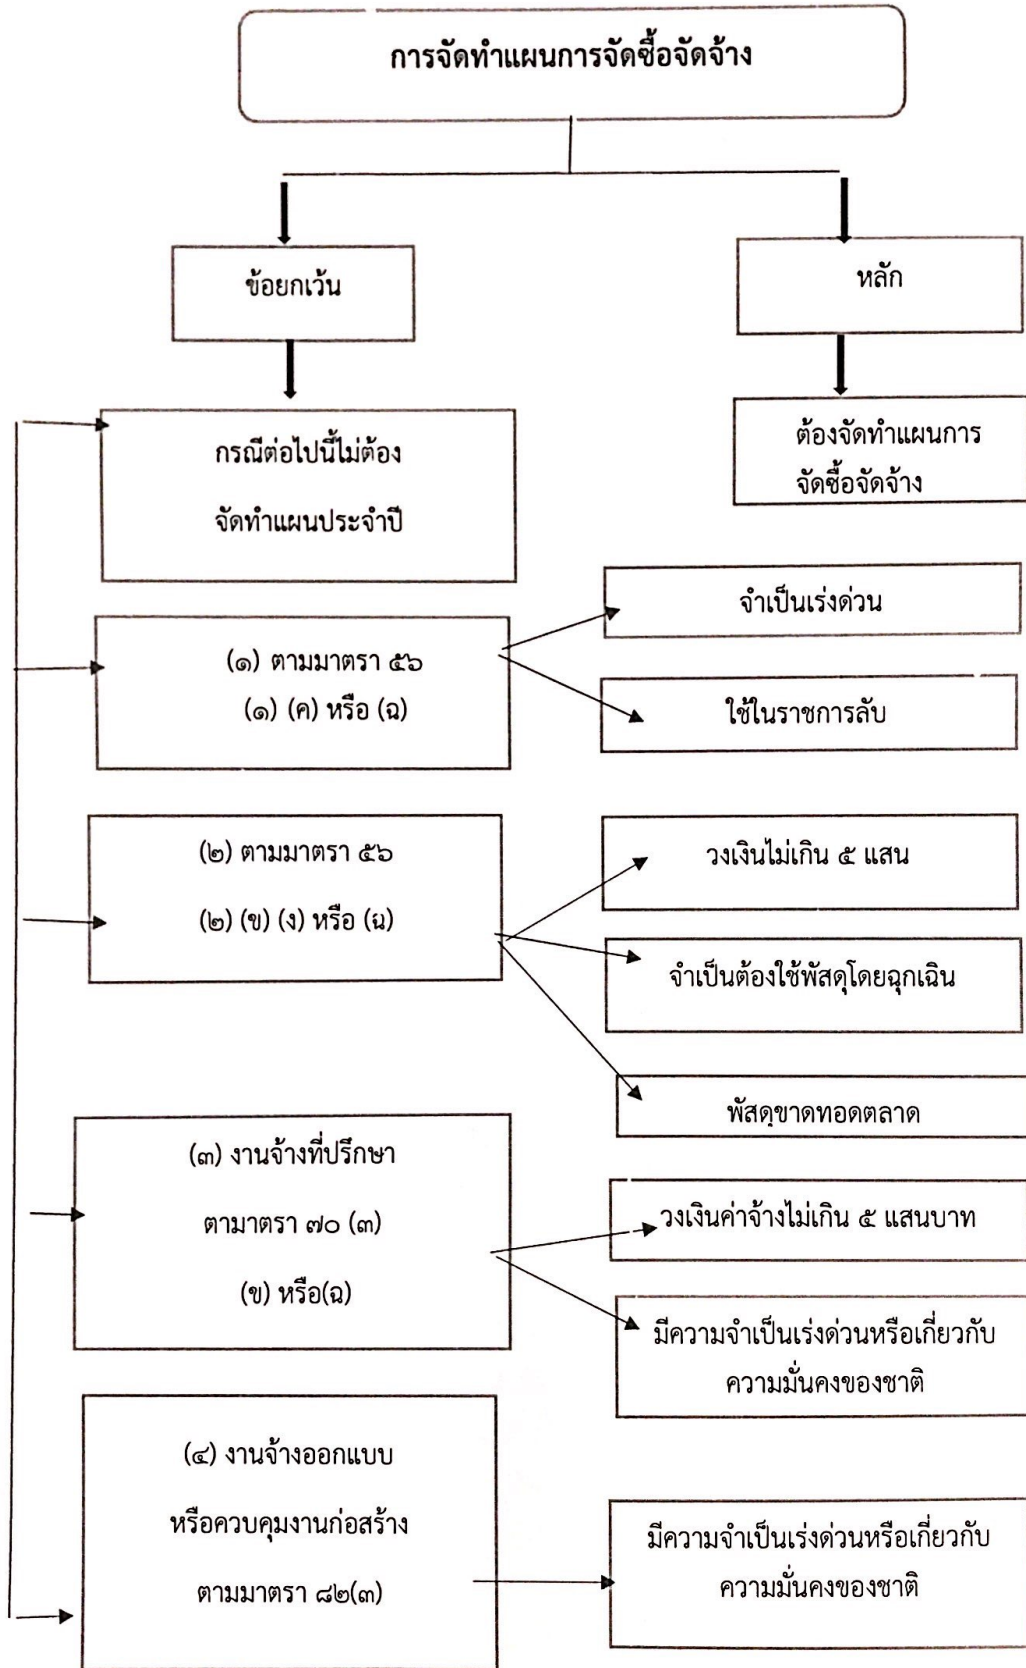 การจัดทำแผนการจัดซื้อจัดจ้าง
ข้อยกเว้น
หลัก
กรณีต่อไปนี้ไม่ต้อง
จัดทำแผนประจำปี
ต้องจัดทำแผนการ
จัดซื้อจัดจ้าง
(๑) ตามมาตรา ๕๖
(๑) (ค) หรือ (ฉ)
จำเป็นเร่งด่วน
ใช้ในราชการลับ
(๒) ตามมาตรา ๕๖
(๒) (ข) (ง) หรือ (ฉ)
วงเงินไม่เกิน ๕ แสน
จำเป็นต้องใช้พัสดุโดยฉุกเฉิน
พัสดุขาดทอดตลาด
(๓) งานจ้างที่ปรึกษา
ตามาตรา ๗๐ (๓)
(ข) หรือ(ฉ)
วงเงินค่าจ้างไม่เกิน ๕ แสนบาท
มีความจำเป็นเร่งด่วนหรือเกี่ยวกับ
ความมั่นคงของชาติ
(๔) งานจ้างออกแบบ
หรือควบคุมงานก่อสร้าง
ตามมาตรา ๘๒(๓)
มีความจำเป็นเร่งด่วนหรือเกี่ยวกับ
ความมั่นคงของชาติ